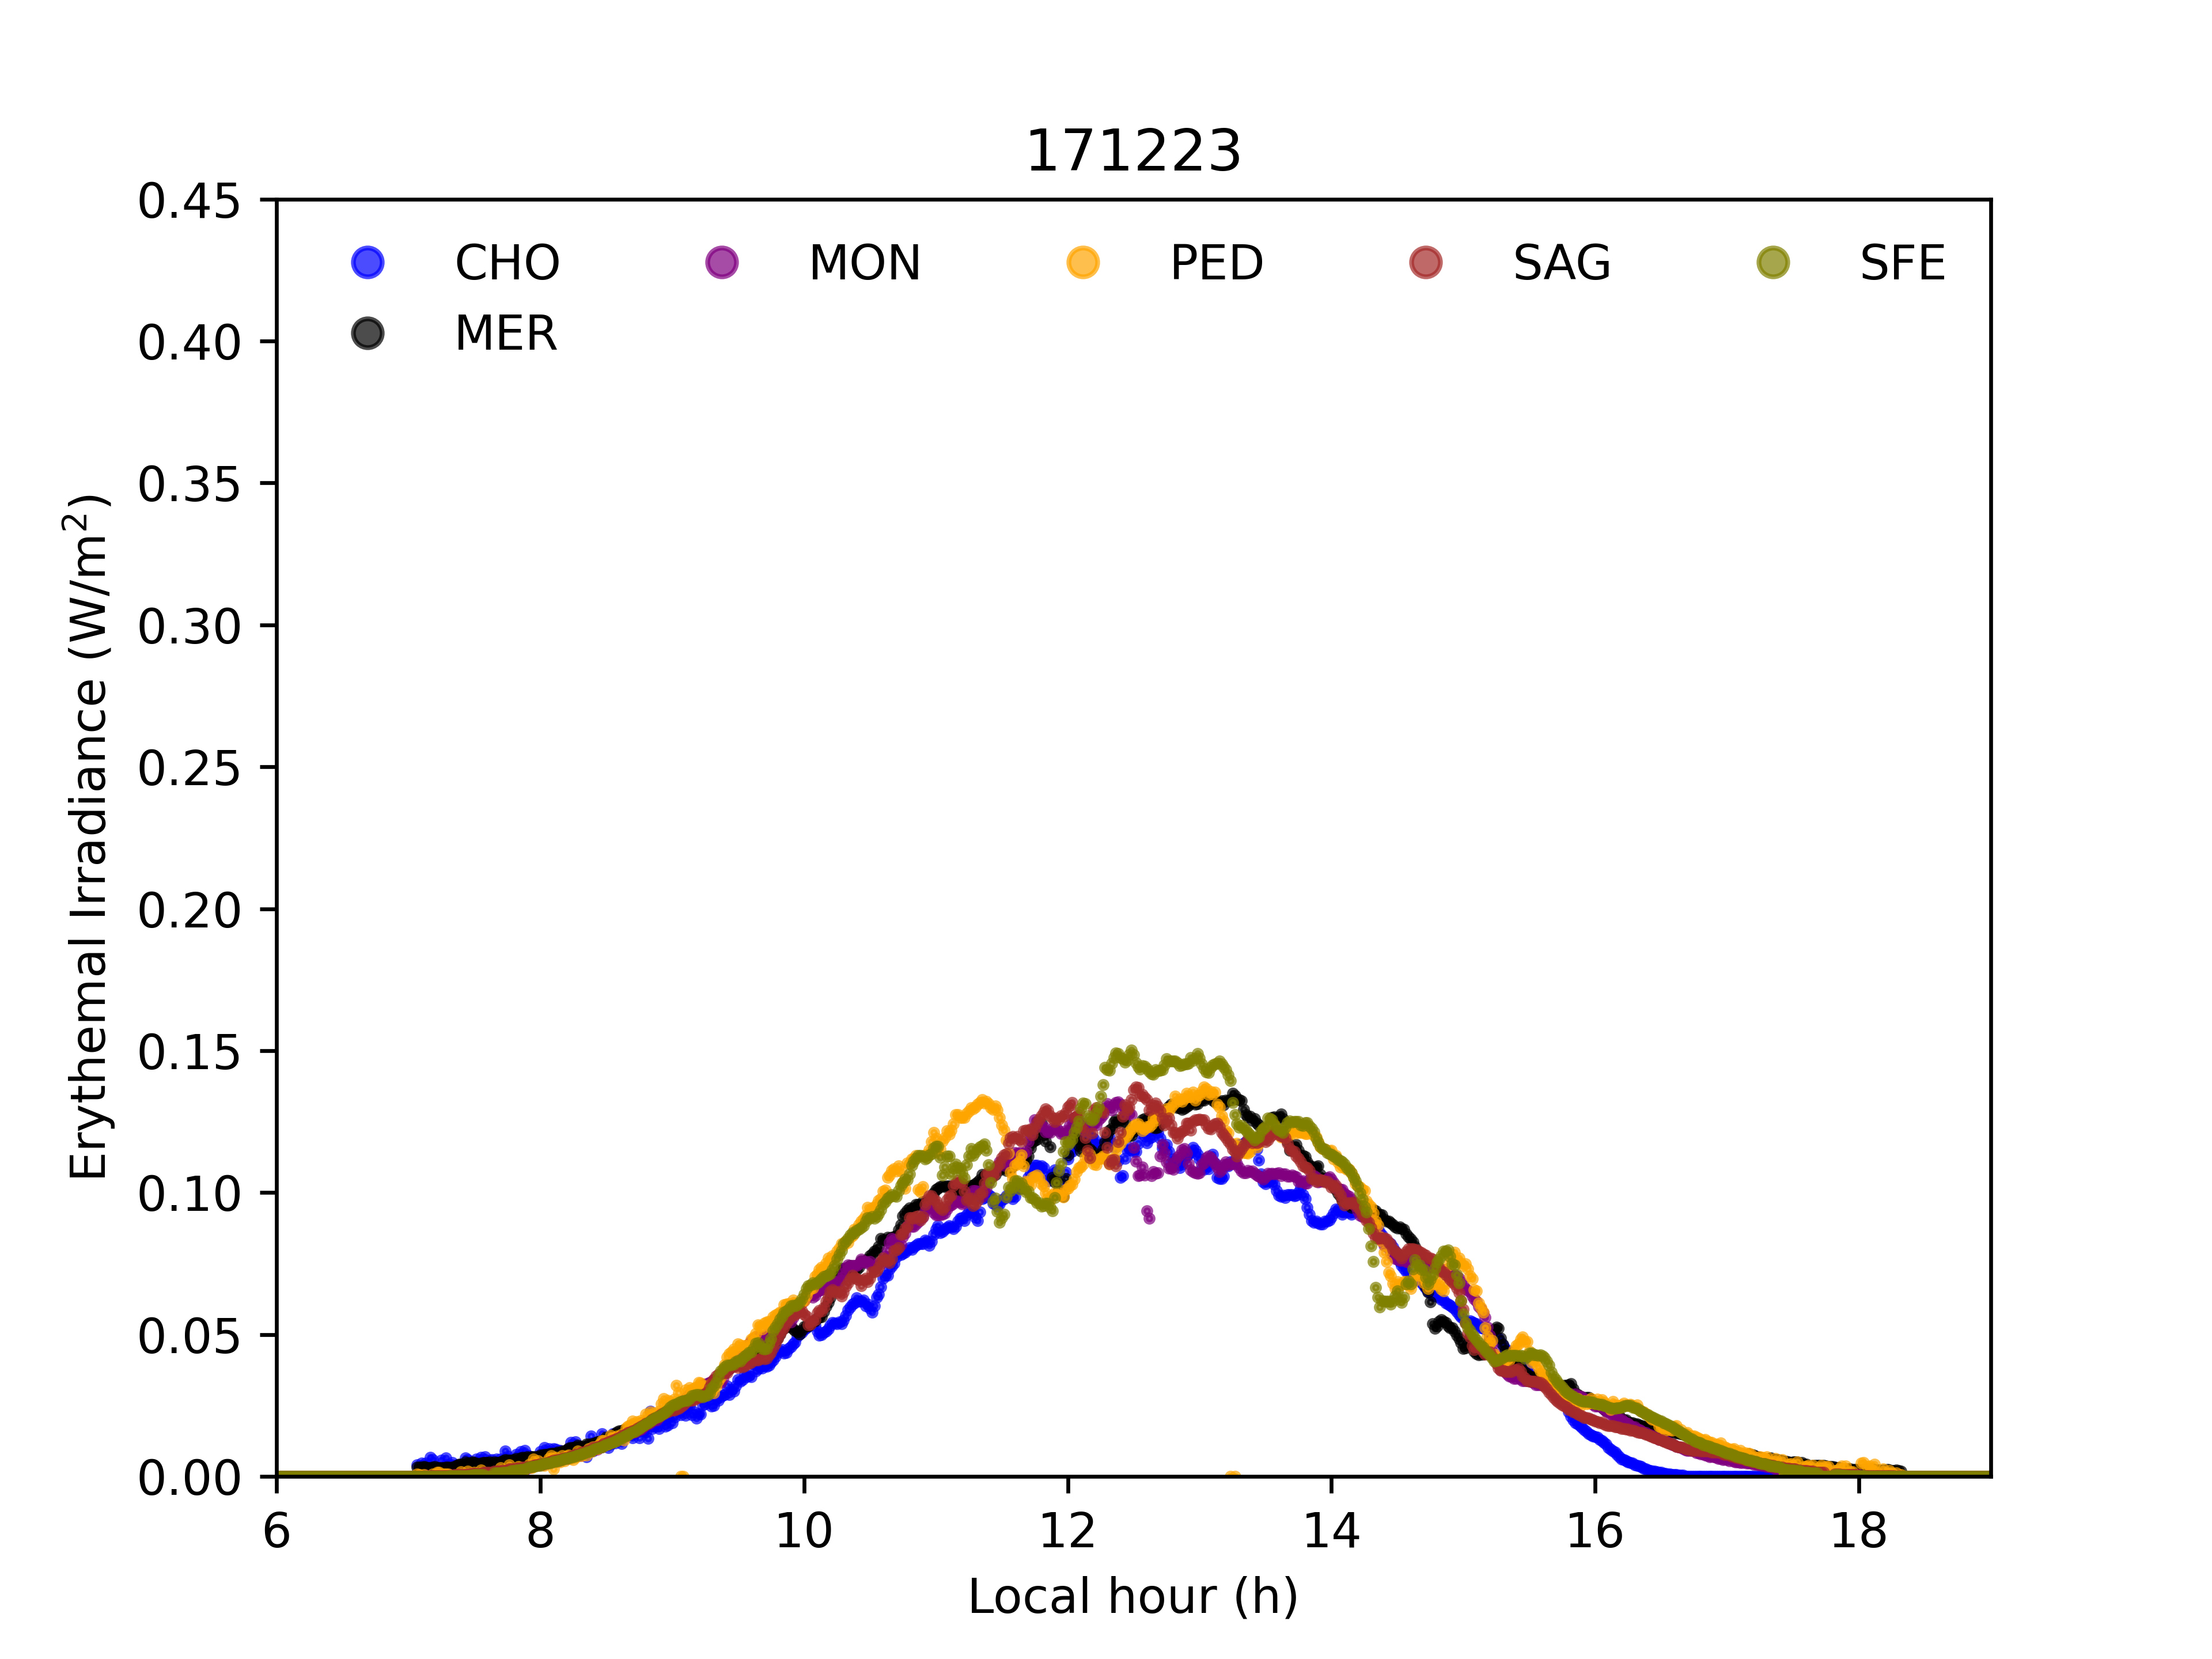 171223
0.45
0.40
0.35
0.30
0.25
0.20
0.15
0.10
0.05
0.00
Erythemal Irradiance (W/m²)
CHO MON PED SAG SFE
MER
6 8 10 12 14 16 18
Local hour (h)